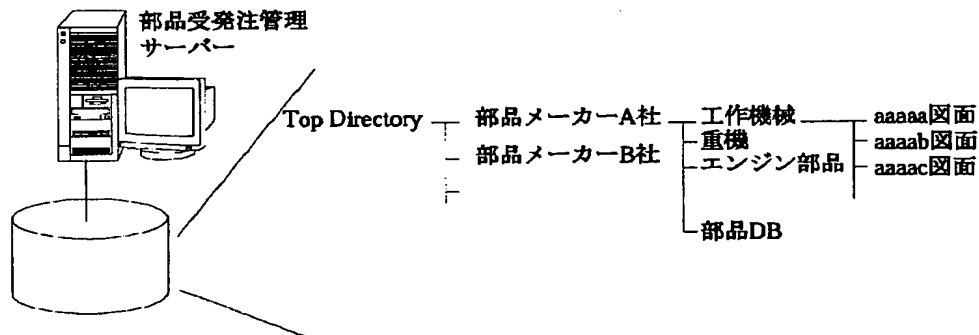 部品受発注管理
サーバー
Top Directory
部品メーカーA社
部品メーカーB社
工作機械
重機
エンジン部品
部品DB
aaaaa図面
aaaab図面
aaaac図面